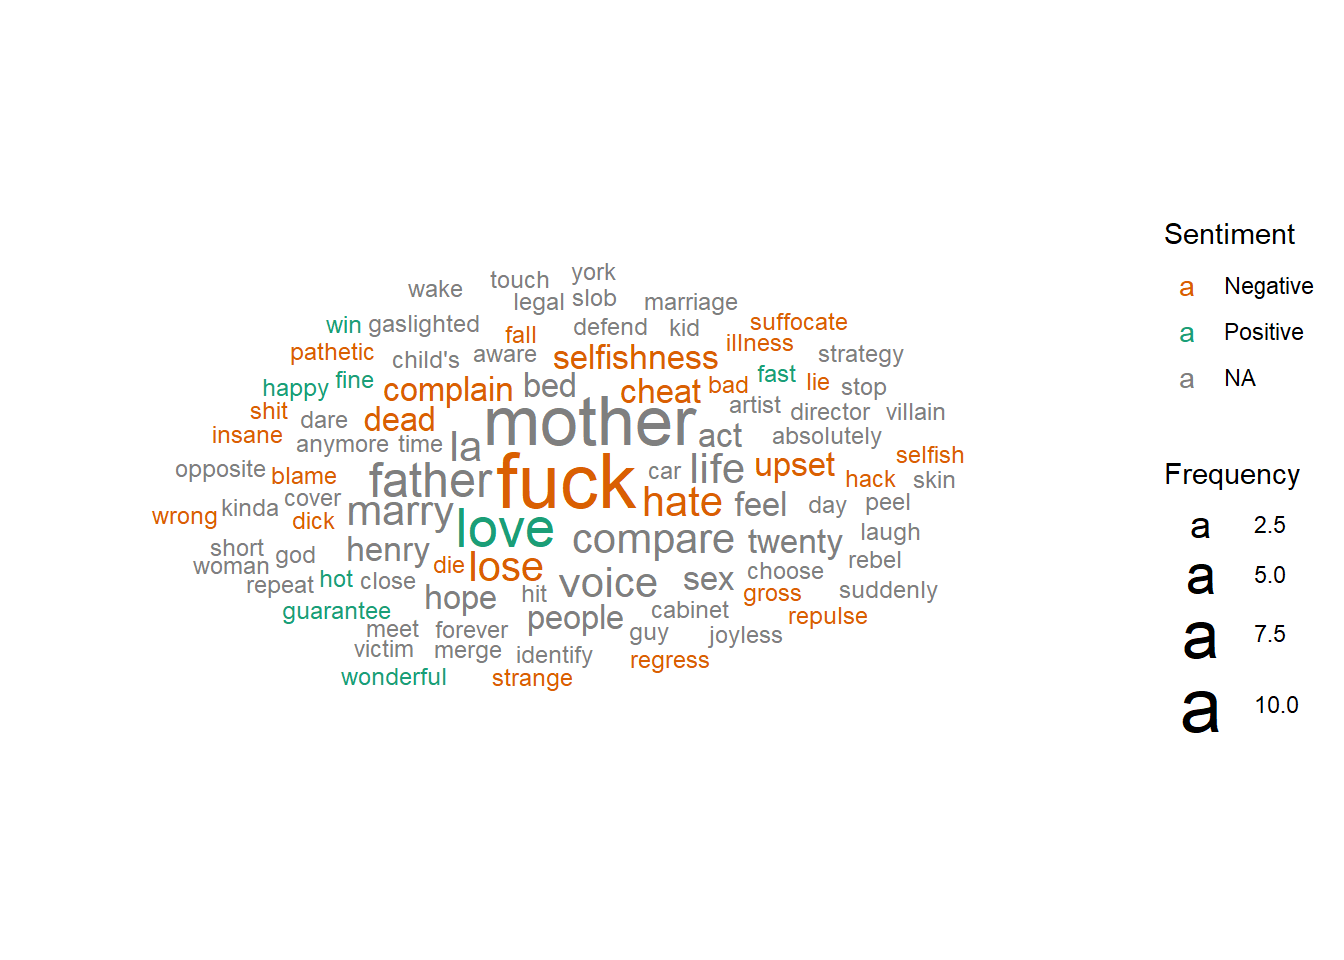 york
touch
wake
slob
legal
marriage
suffocate
win
gaslighted
defend
kid
fall
illness
pathetic
child's
aware
selfishness
strategy
happy
fine
complain
bed
cheat
bad
fast
lie
stop
shit
dare
dead
mother
artist
director
villain
insane
anymore
time
la
act
absolutely
opposite
blame
father
fuck
car
life
upset
hack
selfish
skin
wrong
kinda
cover
dick
marry
love
hate
feel
day
peel
short
woman
god
henry
compare
twenty
laugh
rebel
repeat
hot
close
die
lose
voice
sex
choose
suddenly
guarantee
hope
hit
people
cabinet
gross
repulse
meet
forever
guy
joyless
victim
merge
identify
regress
wonderful
strange
Sentiment
a Negative
a Positive
a NA
Frequency
a 2.5
a 5.0
a 7.5
a 10.0